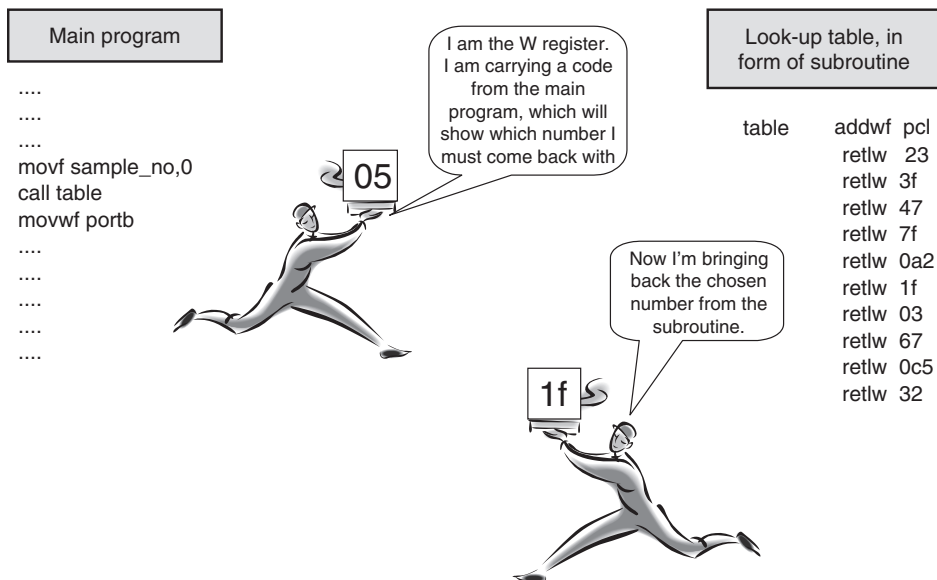 Main program
....
....
....
movf sample_no,0
call table
movwf portb
....
....
....
....
....
I am the W register.
I am carrying a code
from the main
program, which will
show which number I
must come back with
05
Now I'm bringing
back the chosen
number from the
subroutine.
1f
Look-up table, in
form of subroutine
table addwf pcl
retlw 23
retlw 3f
retlw 47
retlw 7f
retlw 0a2
retlw 1f
retlw 03
retlw 67
retlw 0c5
retlw 32